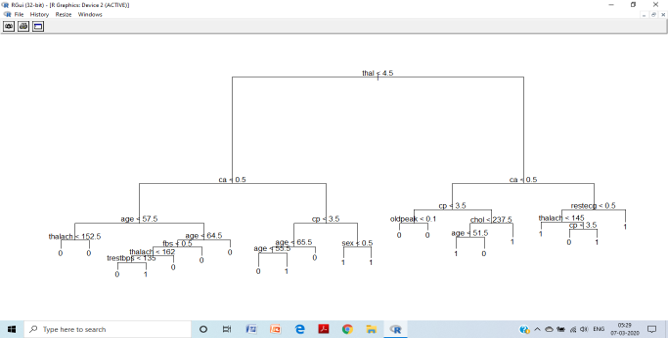 RGui (32-bit) - [R Graphics: Device 2 (ACTIVE)]
File History Resize Windows
thal < 4.5
ca < 0.5 ca < 0.5
cp < 3.5 restecg < 0.5
age < 57.5 cp < 3.5 oldpeak < 0.1 chol < 237.5 thalach < 145
cp < 3.5 1
thalach < 152.5 age < 64.5 age < 51.5
0 0 1 1
fbs < 0.5 age < 65.5 sex < 0.5
0 1
thalach < 162 age < 55.5
0 0 0 1 0
trestbps < 135 0 0 1 1
0
0 1 0 1
Type here to search
ENG
05:29
07-03-2020